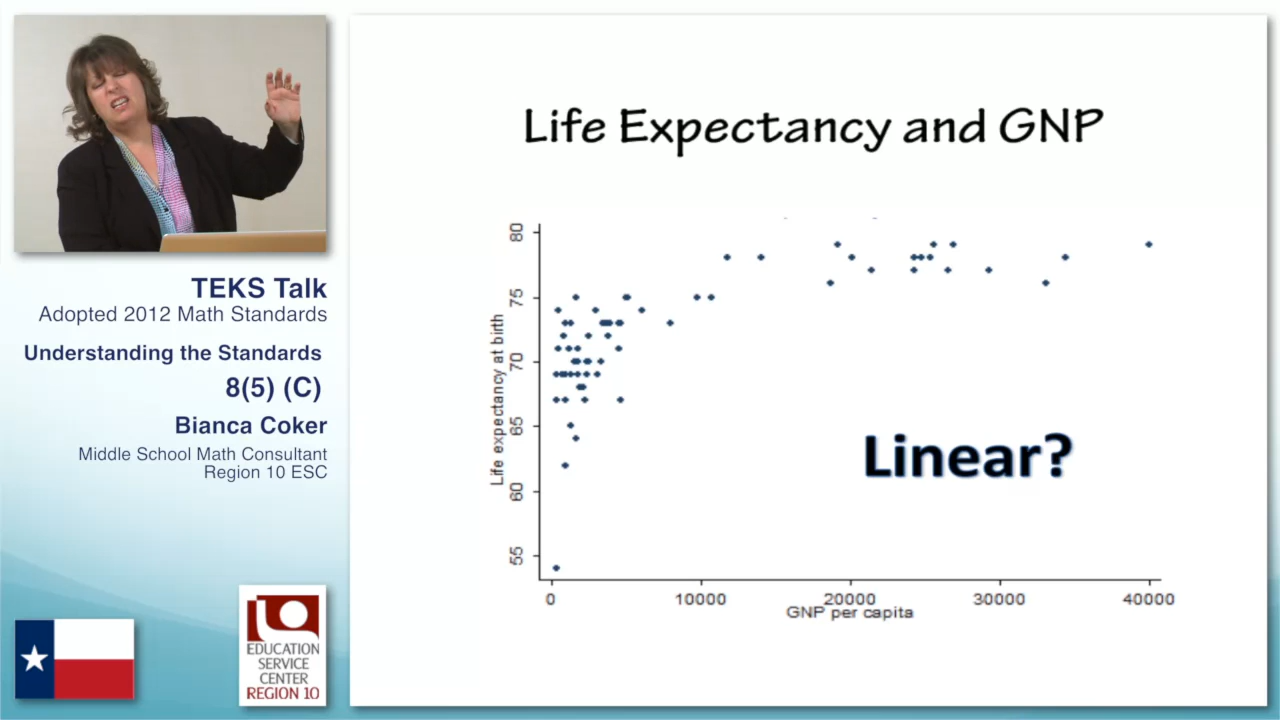 TEKS Talk
Adopted 2012 Math Standards
Understanding the Standards
8(5) (C)
Bianca Coker
Middle School Math Consultant
Region 10 ESC
EDUCATION
SERVICE
CENTER
REGION 10
Life Expectancy and GNP
Life expectancy at birth
80
75
70
65
60
55
Linear?
0 10000 20000 30000 40000
GNP per capita